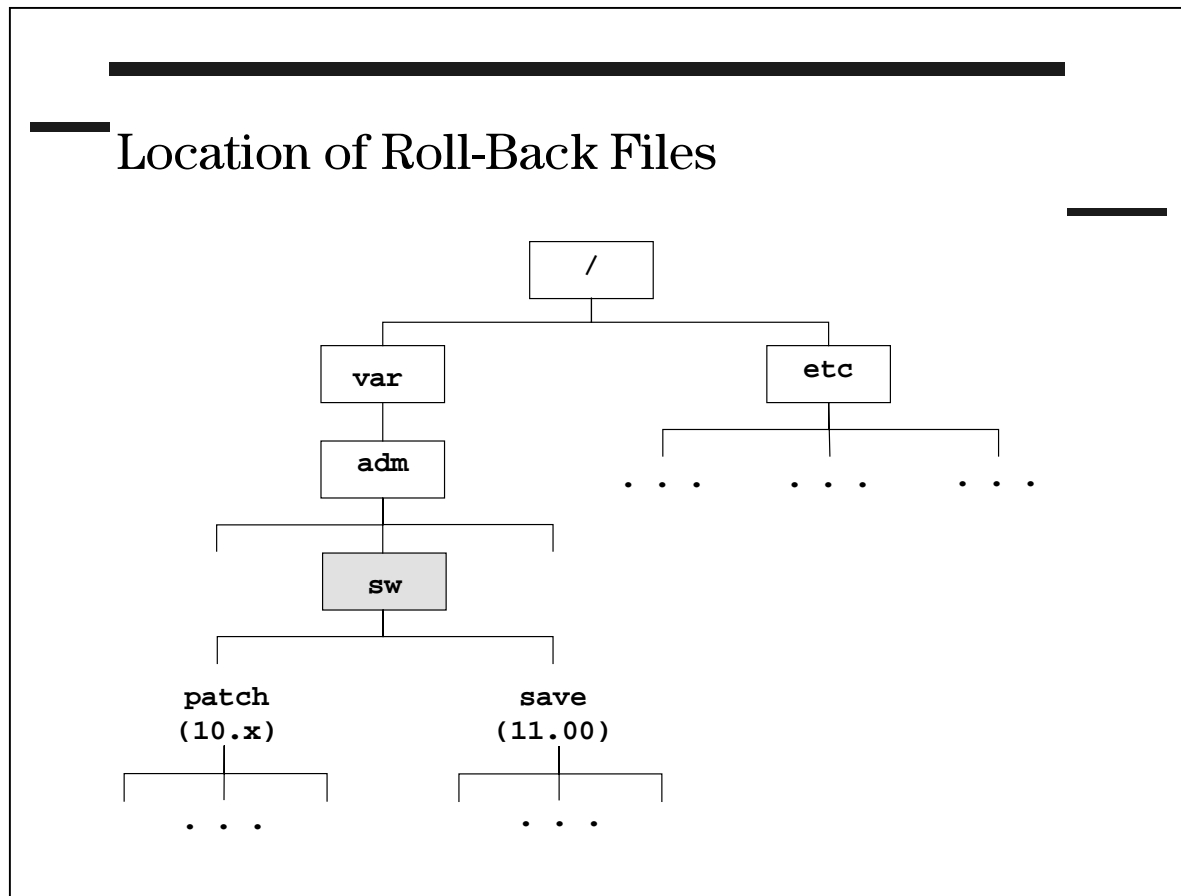 Location of Roll-Back Files
/
var
etc
adm
. . .
. . .
. . .
sw
patch
(10.x)
save
(11.00)
. . .
. . .